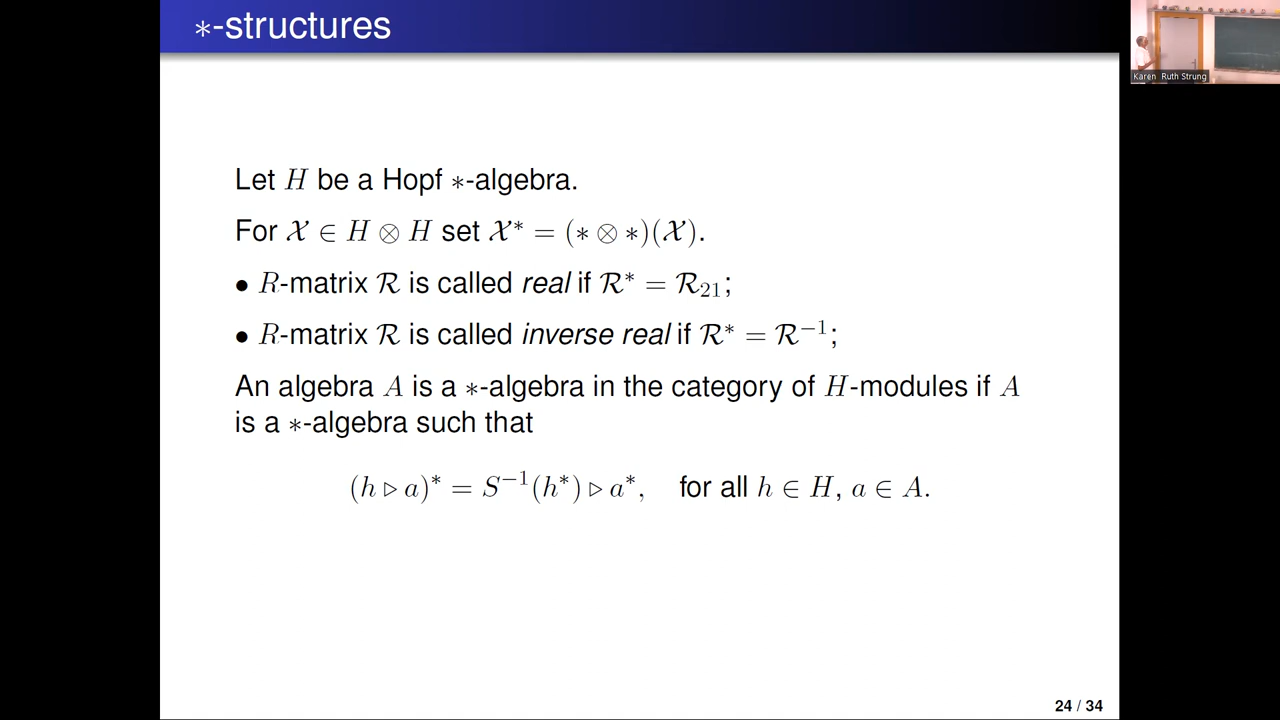 ∗-structures
Karen Ruth Strung
Let H be a Hopf ∗-algebra.
For 𝒳 ∈ H ⊗ H set 𝒳* = (∗ ⊗ ∗)(𝒳).
• R-matrix ℛ is called real if ℛ* = ℛ₂₁;
• R-matrix ℛ is called inverse real if ℛ* = ℛ⁻¹;
An algebra A is a ∗-algebra in the category of H-modules if A
is a ∗-algebra such that
(h ▹ a)* = S⁻¹(h*) ▹ a*, for all h ∈ H, a ∈ A.
24 / 34